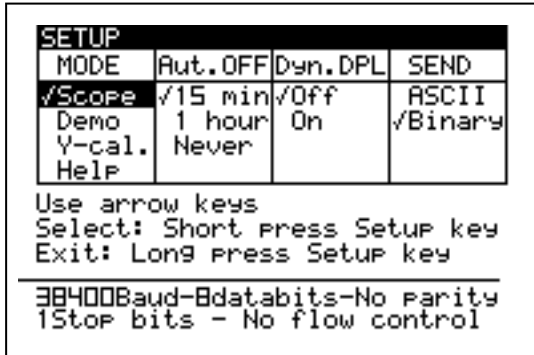 SETUP
MODE Aut.OFF Dyn.DPL SEND
√Scope √15 min √Off ASCII
Demo 1 hour On √Binary
Y-cal. Never
Help
Use arrow keys
Select: Short press Setup key
Exit: Long press Setup key
38400Baud-8databits-No parity
1Stop bits - No flow control